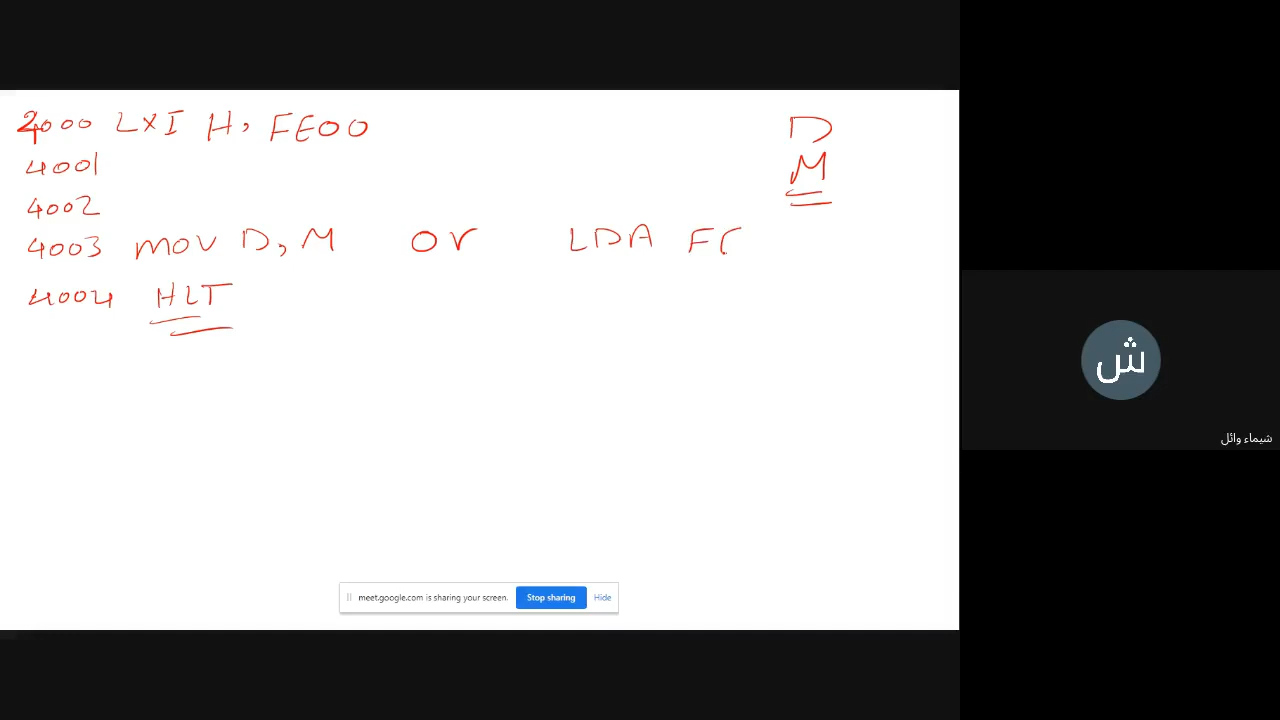 4000 LXI H, FE00
4001
4002
4003 MOV D, M or LDA F
4004 HLT
D
M
شيماء وائل
ش
meet.google.com is sharing your screen. Stop sharing Hide